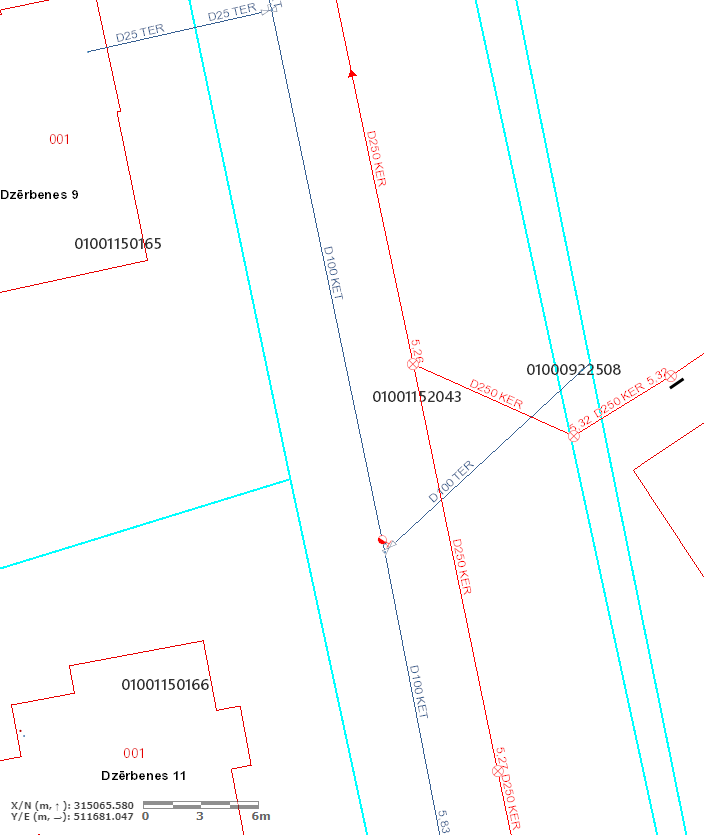 D25 TER
D25 TER
D250 KER
001
Dzērbenes 9
01001150165
D100 KET
5.26
01000922508
01001152043
D250 KER
5.32
D250 KER
5.32
D100 TER
D250 KER
D100 KET
01001150166
001
Dzērbenes 11
5.27
D250 KER
5.83
X/N (m, ↑ ): 315065.580
Y/E (m, →): 511681.047
0 3 6m